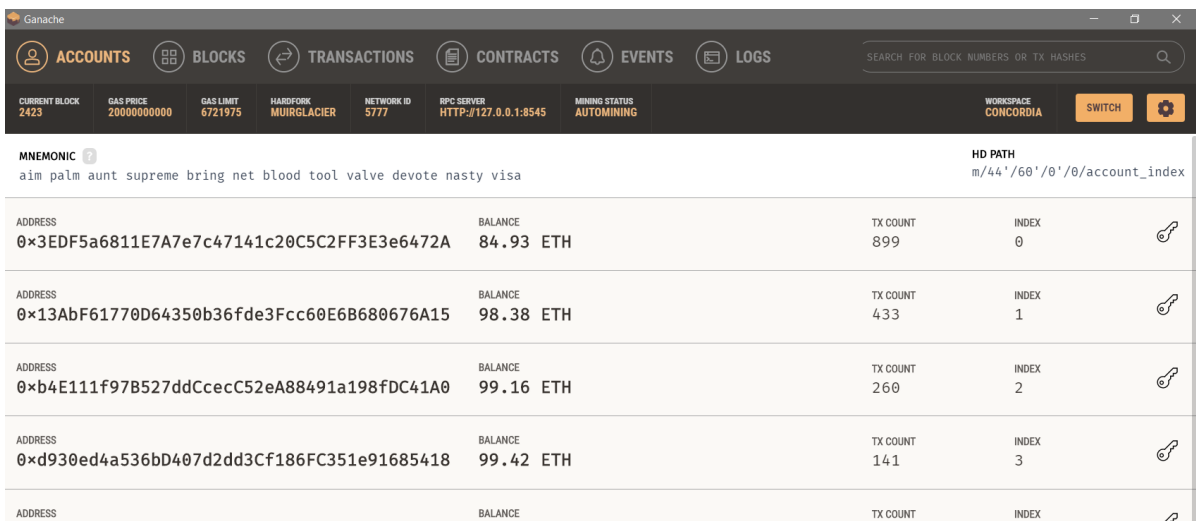 Ganache
ACCOUNTS BLOCKS TRANSACTIONS CONTRACTS EVENTS LOGS SEARCH FOR BLOCK NUMBERS OR TX HASHES
CURRENT BLOCK GAS PRICE GAS LIMIT HARDFORK NETWORK ID RPC SERVER MINING STATUS WORKSPACE
2423 20000000000 6721975 MUIRGLACIER 5777 HTTP://127.0.0.1:8545 AUTOMINING CONCORDIA SWITCH
MNEMONIC ? HD PATH
aim palm aunt supreme bring net blood tool valve devote nasty visa m/44'/60'/0'/0/account_index
ADDRESS BALANCE TX COUNT INDEX
0×3EDF5a6811E7A7e7c47141c20C5C2FF3E3e6472A 84.93 ETH 899 0
ADDRESS BALANCE TX COUNT INDEX
0×13AbF61770D64350b36fde3Fcc60E6B680676A15 98.38 ETH 433 1
ADDRESS BALANCE TX COUNT INDEX
0×b4E111f97B527ddCcecC52eA88491a198fDC41A0 99.16 ETH 260 2
ADDRESS BALANCE TX COUNT INDEX
0×d930ed4a536bD407d2dd3Cf186FC351e91685418 99.42 ETH 141 3
ADDRESS BALANCE TX COUNT INDEX